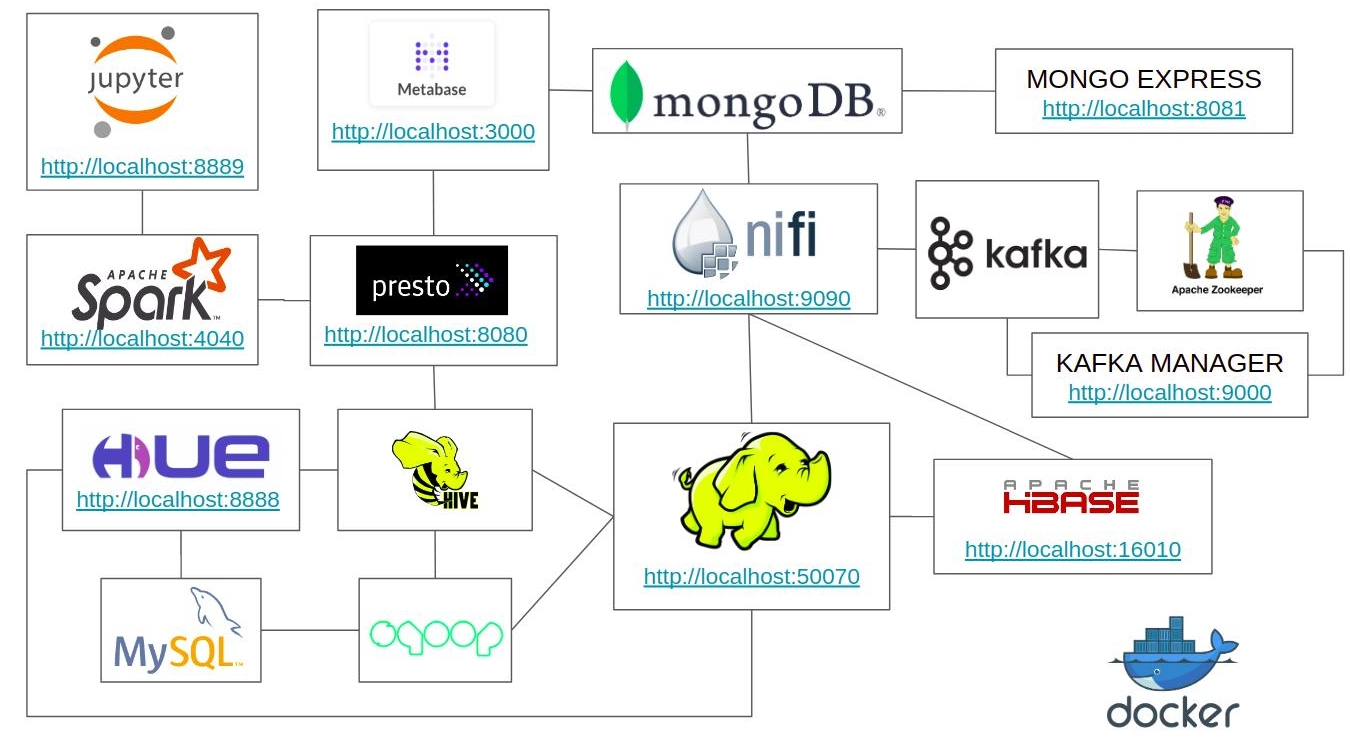 jupyter
http://localhost:8889
Metabase
http://localhost:3000
mongoDB®
MONGO EXPRESS
http://localhost:8081
APACHE
Spark™
http://localhost:4040
presto
http://localhost:8080
nifi
http://localhost:9090
kafka
Apache Zookeeper
KAFKA MANAGER
http://localhost:9000
HUE
http://localhost:8888
HIVE
http://localhost:50070
APACHE
HBASE
http://localhost:16010
MySQL™
sqoop
docker